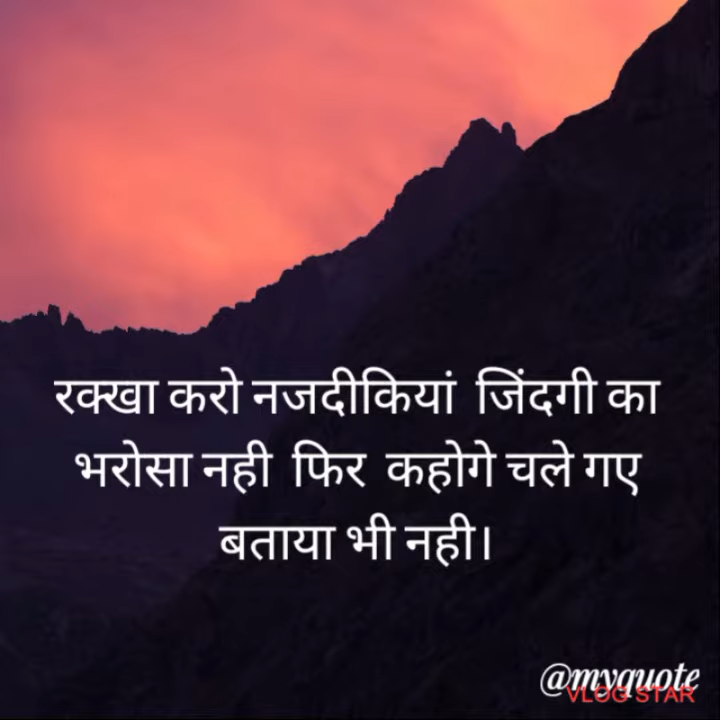 रक्खा करो नजदीकियां जिंदगी का
भरोसा नही फिर कहोगे चले गए
बताया भी नही।
@myquote
VLOG STAR